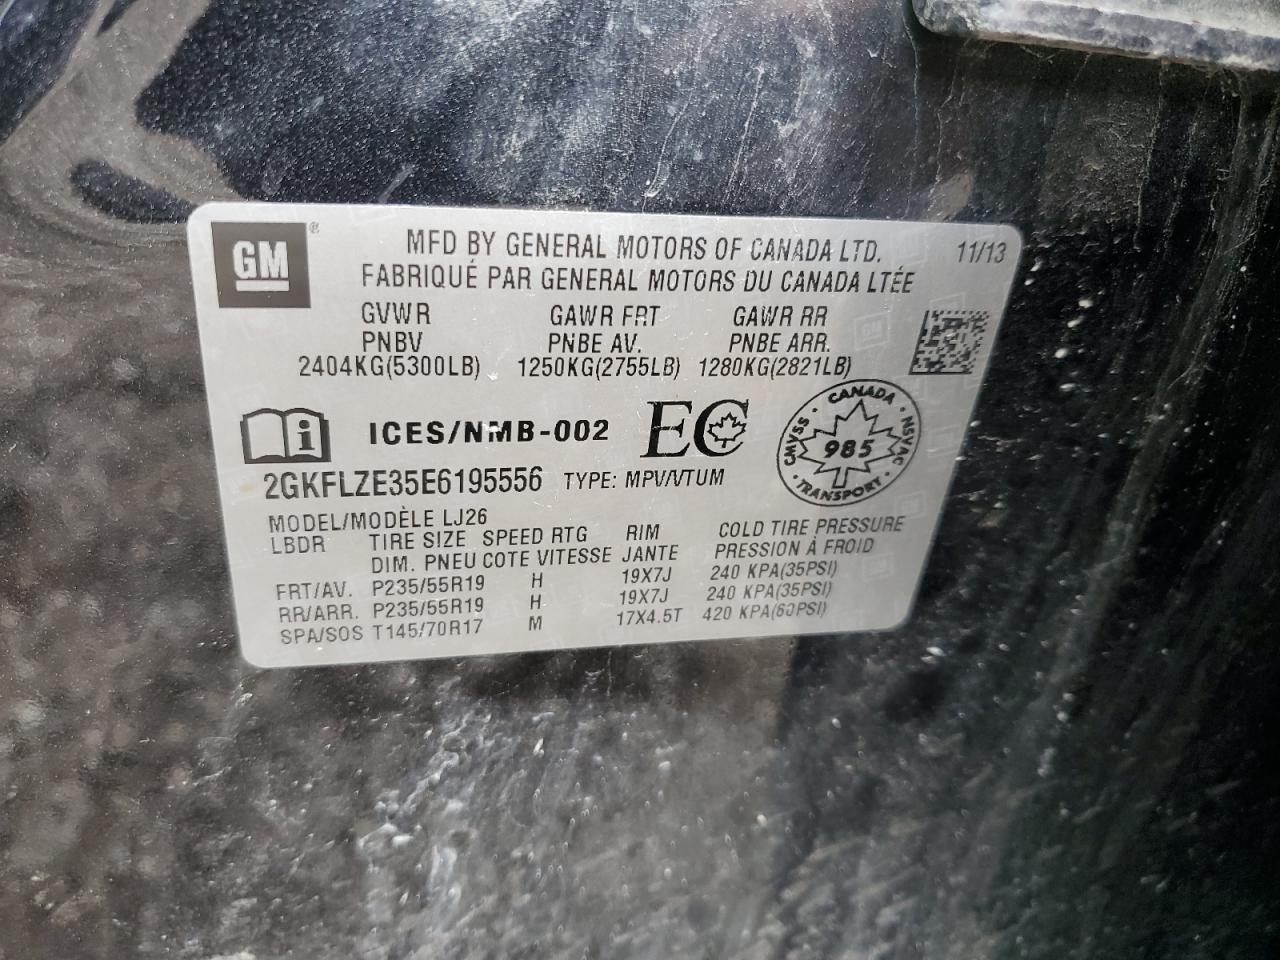 GM ®
MFD BY GENERAL MOTORS OF CANADA LTD. 11/13
FABRIQUÉ PAR GENERAL MOTORS DU CANADA LTÉE
GVWR GAWR FRT GAWR RR
PNBV PNBE AV. PNBE ARR.
2404KG(5300LB) 1250KG(2755LB) 1280KG(2821LB)
i ICES/NMB-002 EC
CANADA
CMVSS 985 NSVAC
TRANSPORT
2GKFLZE35E6195556 TYPE: MPV/VTUM
MODEL/MODÈLE LJ26
LBDR TIRE SIZE SPEED RTG RIM COLD TIRE PRESSURE
DIM. PNEU COTE VITESSE JANTE PRESSION À FROID
FRT/AV. P235/55R19 H 19X7J 240 KPA(35PSI)
RR/ARR. P235/55R19 H 19X7J 240 KPA(35PSI)
SPA/SOS T145/70R17 M 17X4.5T 420 KPA(60PSI)